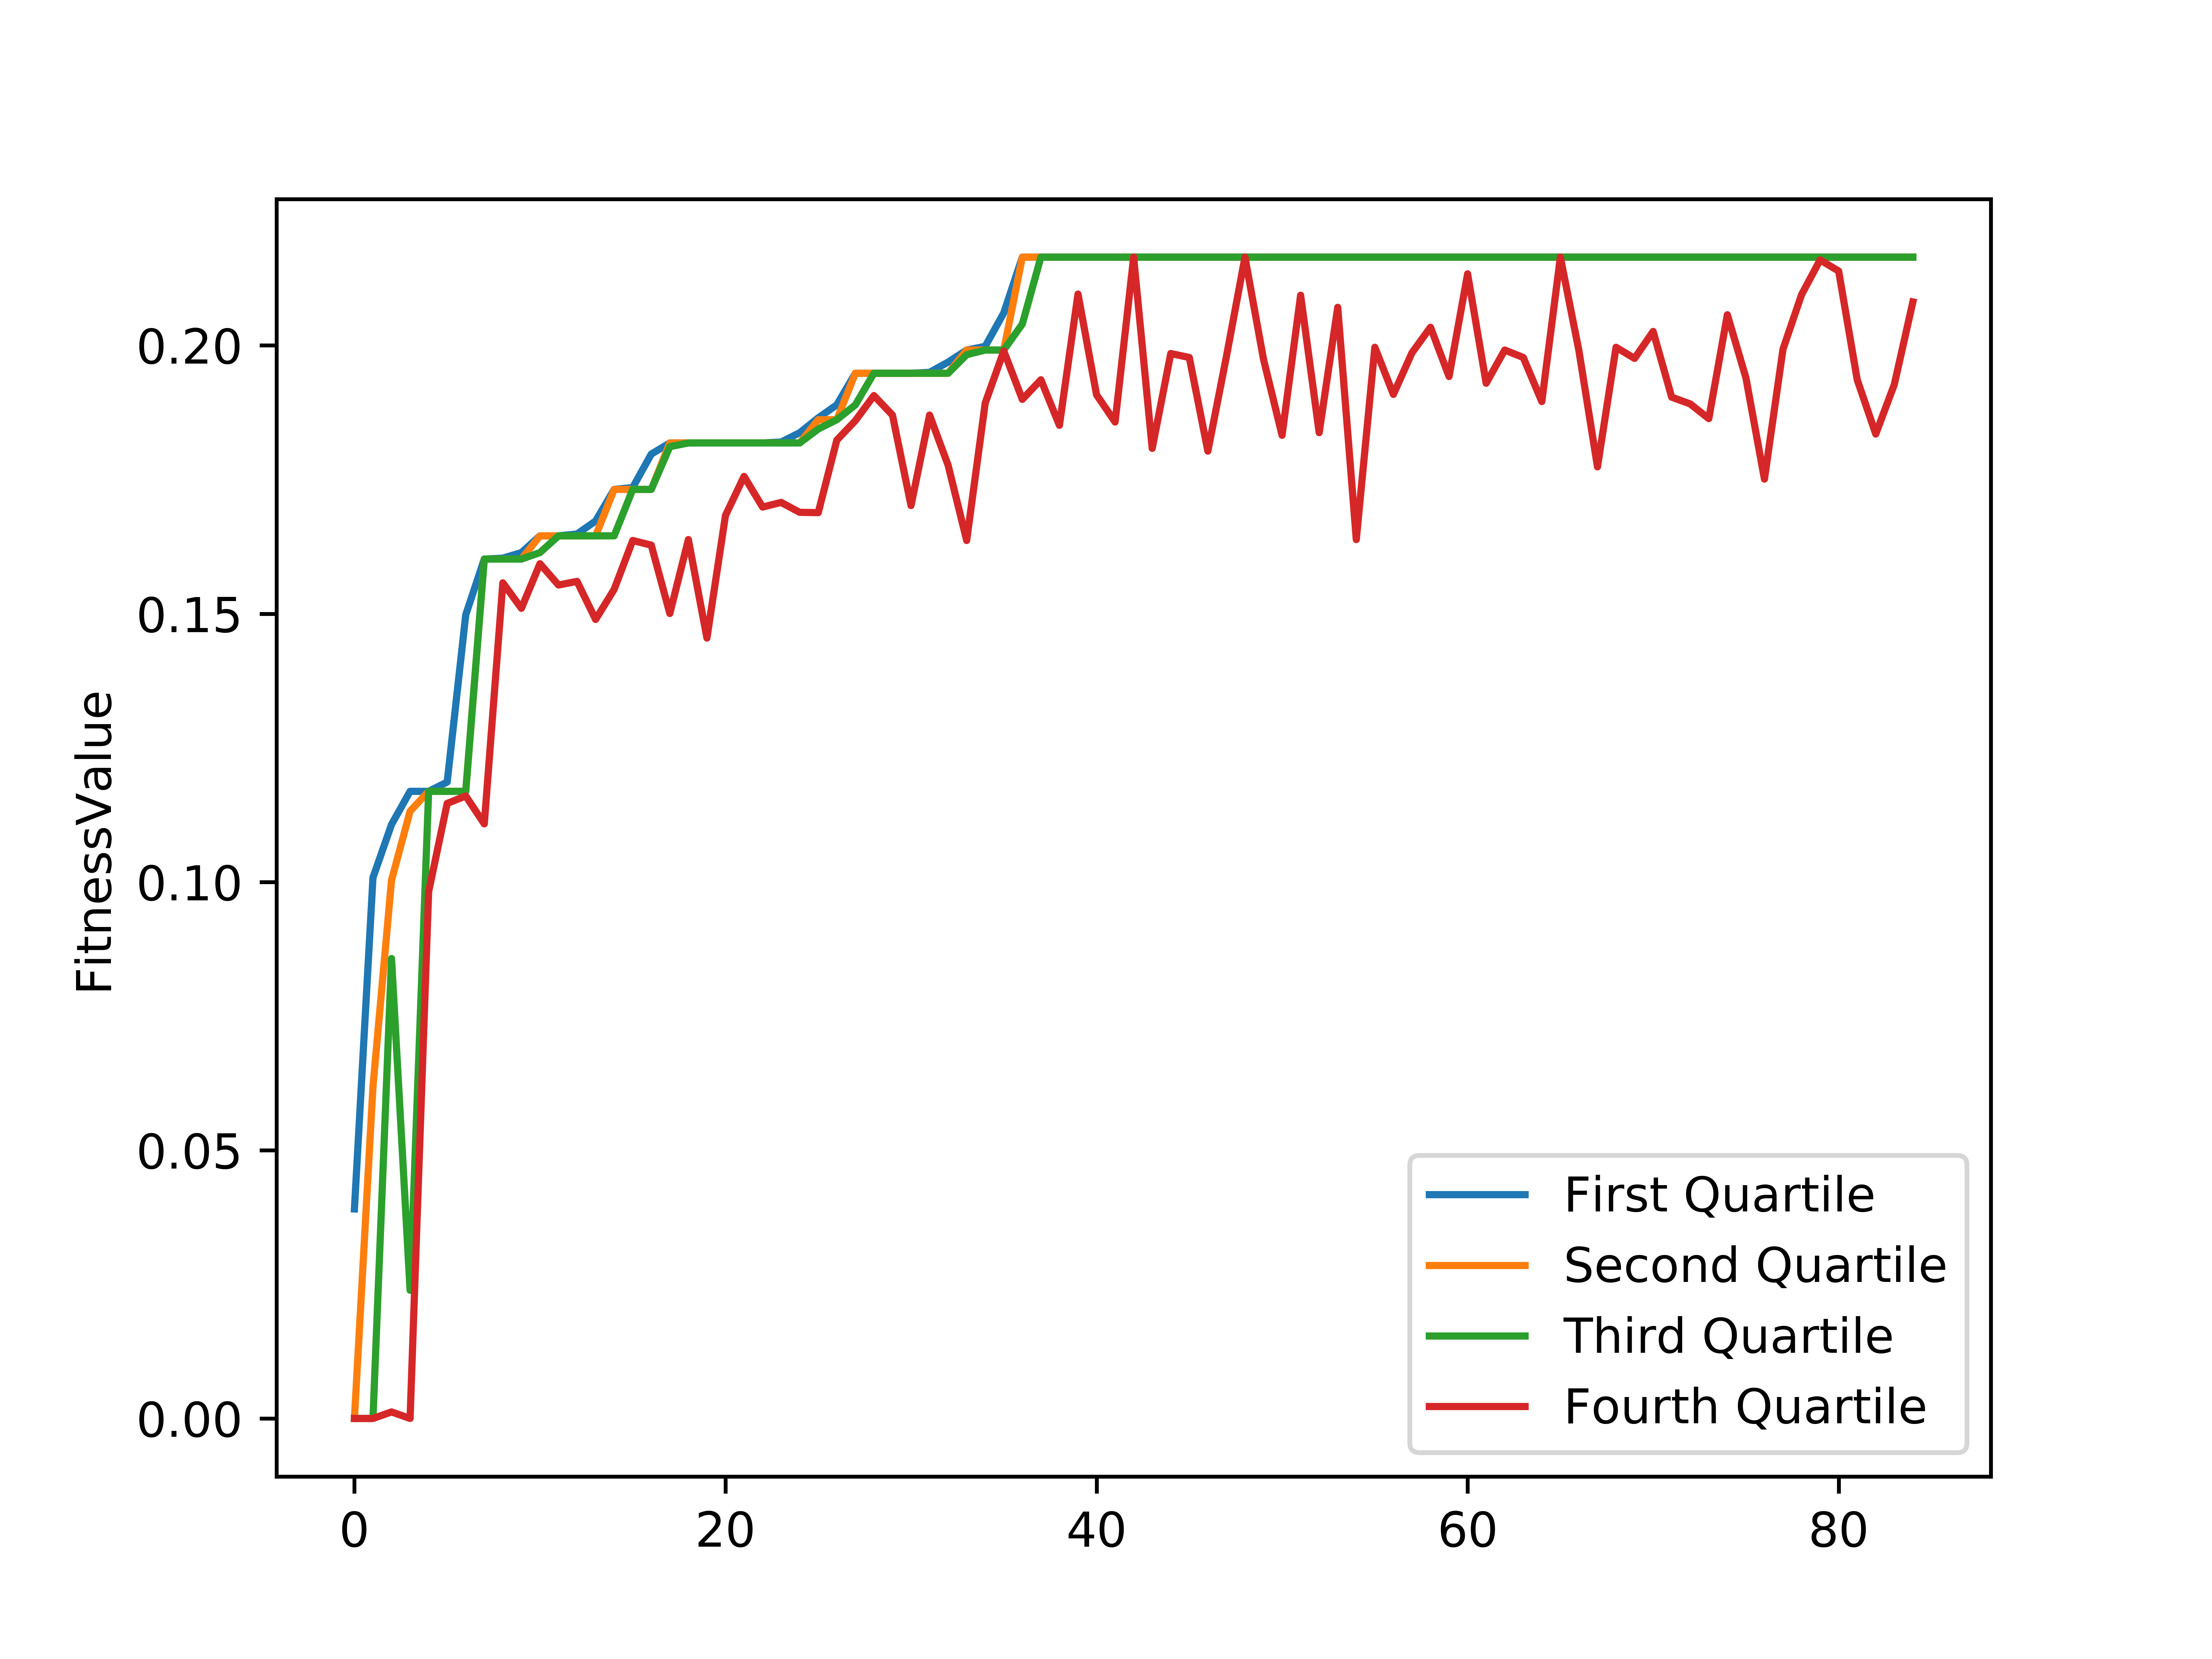 FitnessValue
0.20
0.15
0.10
0.05
0.00
0
20
40
60
80
First Quartile
Second Quartile
Third Quartile
Fourth Quartile